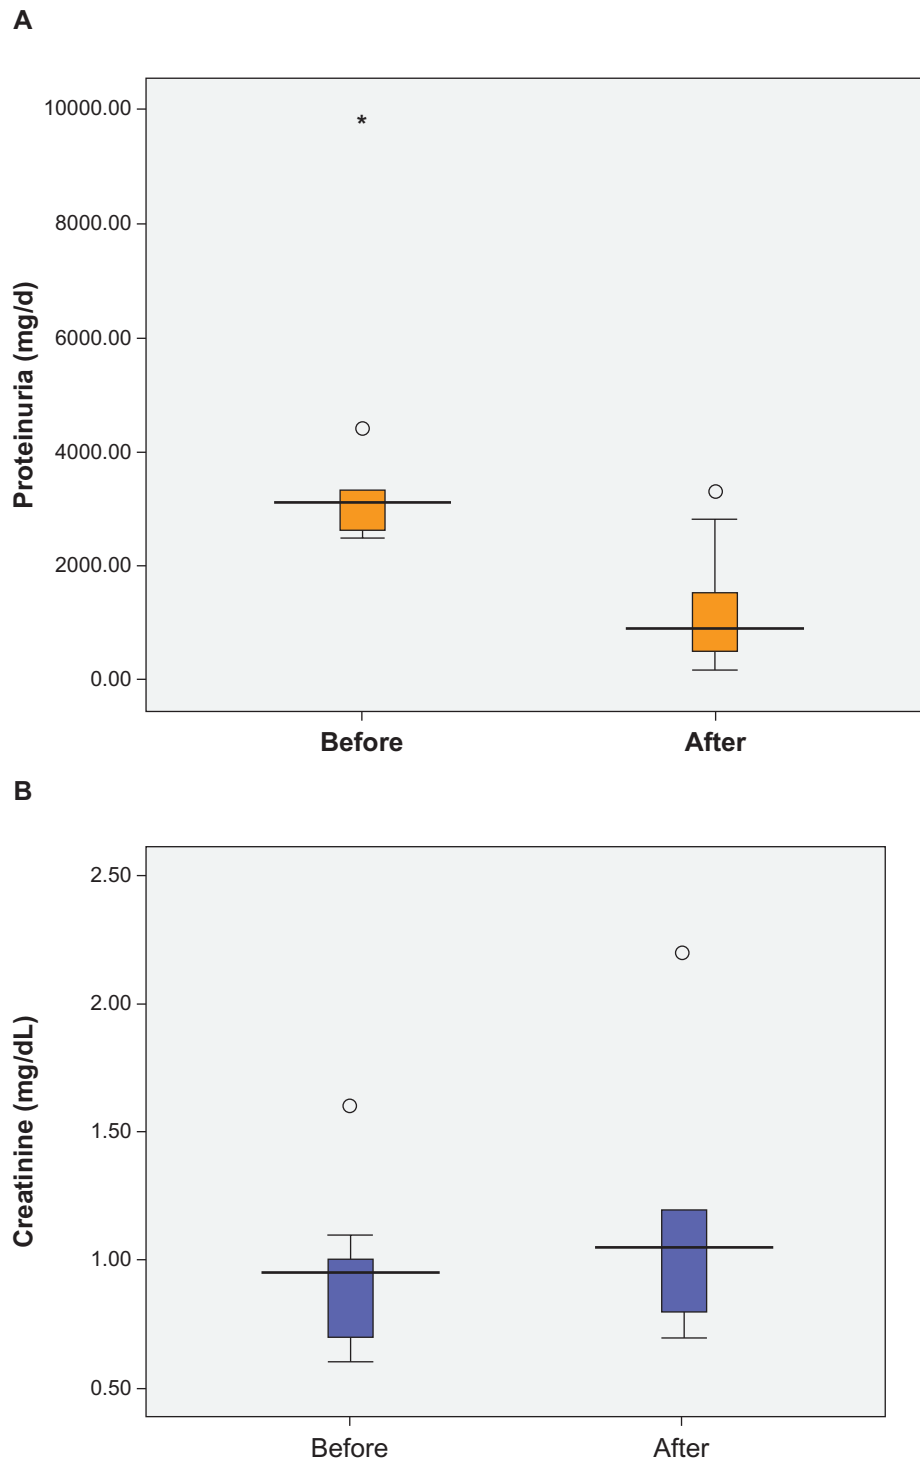 A
Proteinuria (mg/d)
10000.00
8000.00
6000.00
4000.00
2000.00
0.00
*
Before After
B
Creatinine (mg/dL)
2.50
2.00
1.50
1.00
0.50
Before After